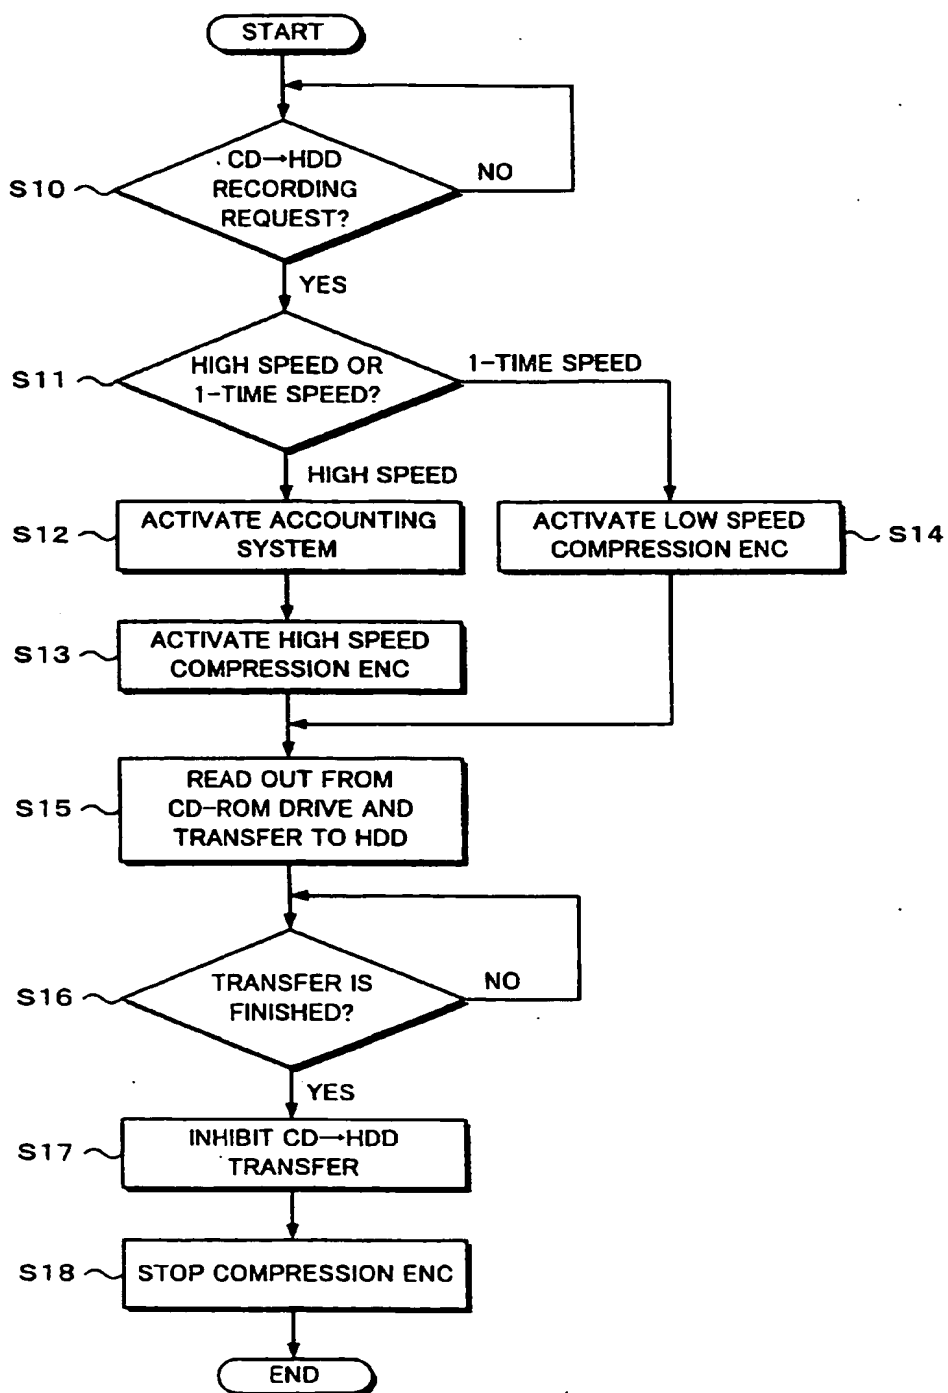 START
CD→HDD
RECORDING
REQUEST?
NO
S10
YES
HIGH SPEED OR
1-TIME SPEED?
1-TIME SPEED
S11
HIGH SPEED
S12
ACTIVATE ACCOUNTING
SYSTEM
ACTIVATE LOW SPEED
COMPRESSION ENC
S14
S13
ACTIVATE HIGH SPEED
COMPRESSION ENC
S15
READ OUT FROM
CD-ROM DRIVE AND
TRANSFER TO HDD
S16
TRANSFER IS
FINISHED?
NO
YES
S17
INHIBIT CD→HDD
TRANSFER
S18
STOP COMPRESSION ENC
END